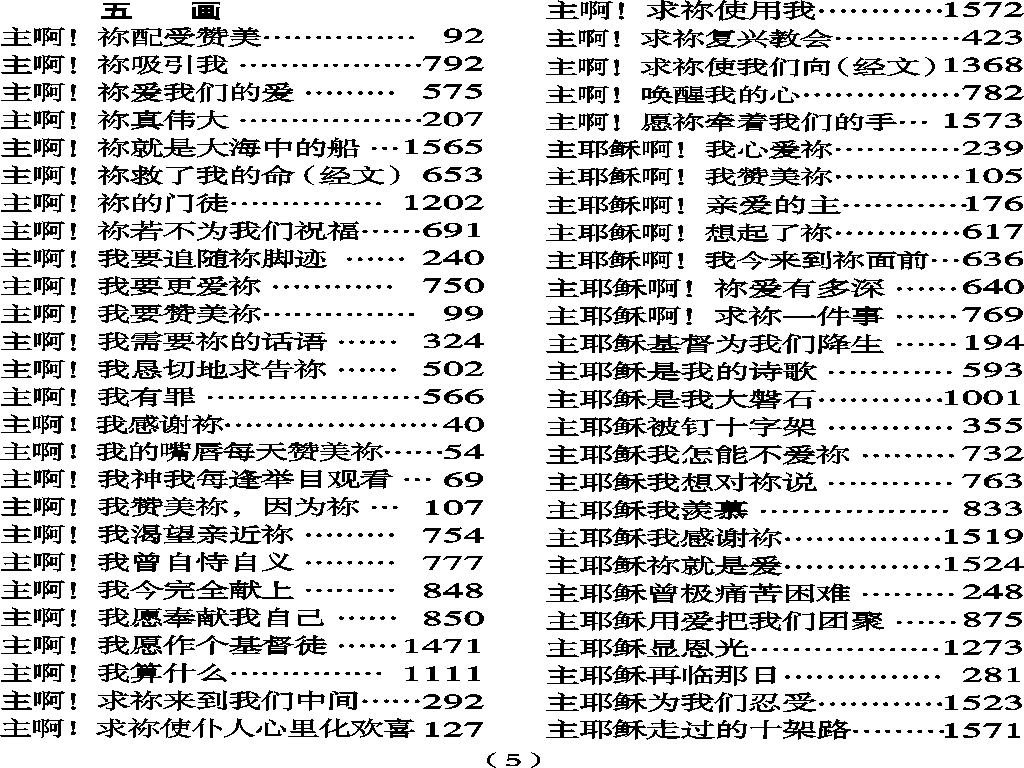 五 画
主啊！祢配受赞美…………… 92
主啊！祢吸引我 ………………792
主啊！祢爱我们的爱 ……… 575
主啊！祢真伟大 ………………207
主啊！祢就是大海中的船 …1565
主啊！祢救了我的命（经文） 653
主啊！祢的门徒…………… 1202
主啊！祢若不为我们祝福……691
主啊！我要追随祢脚迹 …… 240
主啊！我要更爱祢 ………… 750
主啊！我要赞美祢…………… 99
主啊！我需要祢的话语 …… 324
主啊！我恳切地求告祢 …… 502
主啊！我有罪 …………………566
主啊！我感谢祢…………………40
主啊！我的嘴唇每天赞美祢……54
主啊！我神我每逢举目观看 … 69
主啊！我赞美祢，因为祢 … 107
主啊！我渴望亲近祢 ……… 754
主啊！我曾自恃自义 ……… 777
主啊！我今完全献上 ……… 848
主啊！我愿奉献我自己 …… 850
主啊！我愿作个基督徒 ……1471
主啊！我算什么…………… 1111
主啊！求祢来到我们中间……292
主啊！求祢使仆人心里化欢喜 127
主啊！求祢使用我…………1572
主啊！求祢复兴教会…………423
主啊！求祢使我们向（经文）1368
主啊！唤醒我的心……………782
主啊！愿祢牵着我们的手… 1573
主耶稣啊！我心爱祢…………239
主耶稣啊！我赞美祢…………105
主耶稣啊！亲爱的主…………176
主耶稣啊！想起了祢…………617
主耶稣啊！我今来到祢面前…636
主耶稣啊！祢爱有多深 ……640
主耶稣啊！求祢一件事 ……769
主耶稣基督为我们降生 ……194
主耶稣是我的诗歌 …………593
主耶稣是我大磐石…………1001
主耶稣被钉十字架 …………355
主耶稣我怎能不爱祢 ………732
主耶稣我想对祢说 …………763
主耶稣我羡慕 ………………833
主耶稣我感谢祢……………1519
主耶稣祢就是爱……………1524
主耶稣曾极痛苦困难 ………248
主耶稣用爱把我们团聚 ……875
主耶稣显恩光………………1273
主耶稣再临那日…………… 281
主耶稣为我们忍受…………1523
主耶稣走过的十架路………1571
（5）